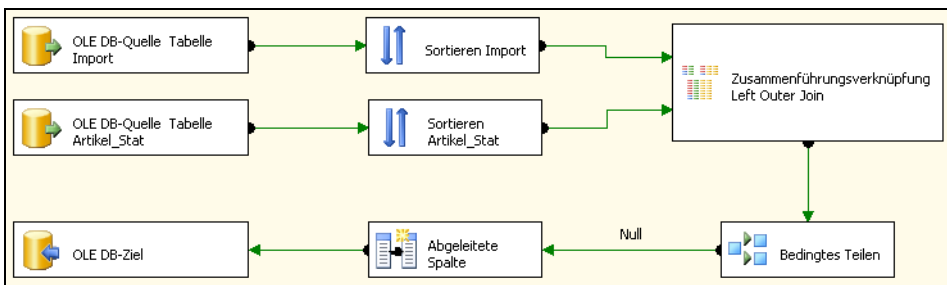 OLE DB-Quelle Tabelle
Import
Sortieren Import
Zusammenführungsverknüpfung
Left Outer Join
OLE DB-Quelle Tabelle
Artikel_Stat
Sortieren
Artikel_Stat
OLE DB-Ziel
Abgeleitete
Spalte
Null
Bedingtes Teilen